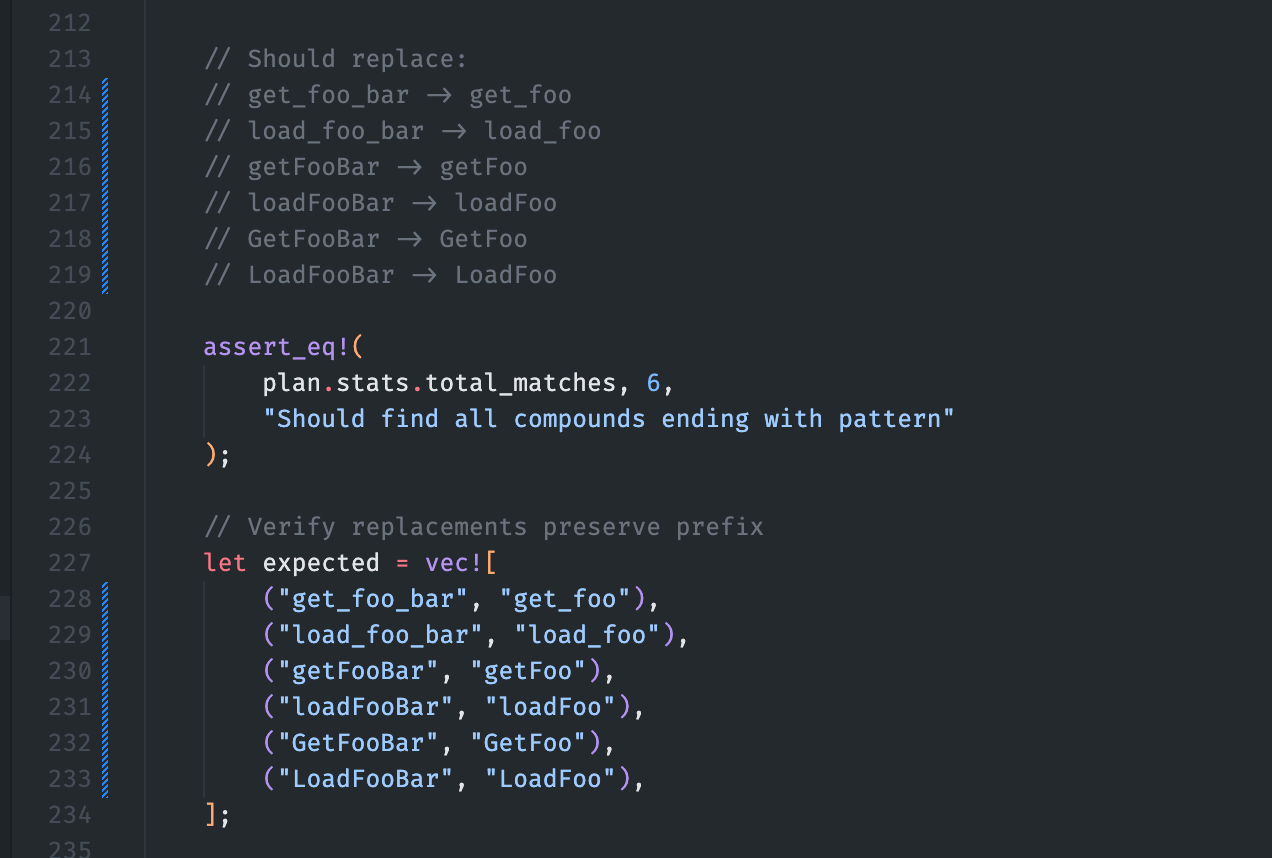 212
213 // Should replace:
214 // get_foo_bar -> get_foo
215 // load_foo_bar -> load_foo
216 // getFooBar -> getFoo
217 // loadFooBar -> loadFoo
218 // GetFooBar -> GetFoo
219 // LoadFooBar -> LoadFoo
220
221 assert_eq!(
222 plan.stats.total_matches, 6,
223 "Should find all compounds ending with pattern"
224 );
225
226 // Verify replacements preserve prefix
227 let expected = vec![
228 ("get_foo_bar", "get_foo"),
229 ("load_foo_bar", "load_foo"),
230 ("getFooBar", "getFoo"),
231 ("loadFooBar", "loadFoo"),
232 ("GetFooBar", "GetFoo"),
233 ("LoadFooBar", "LoadFoo"),
234 ];
235